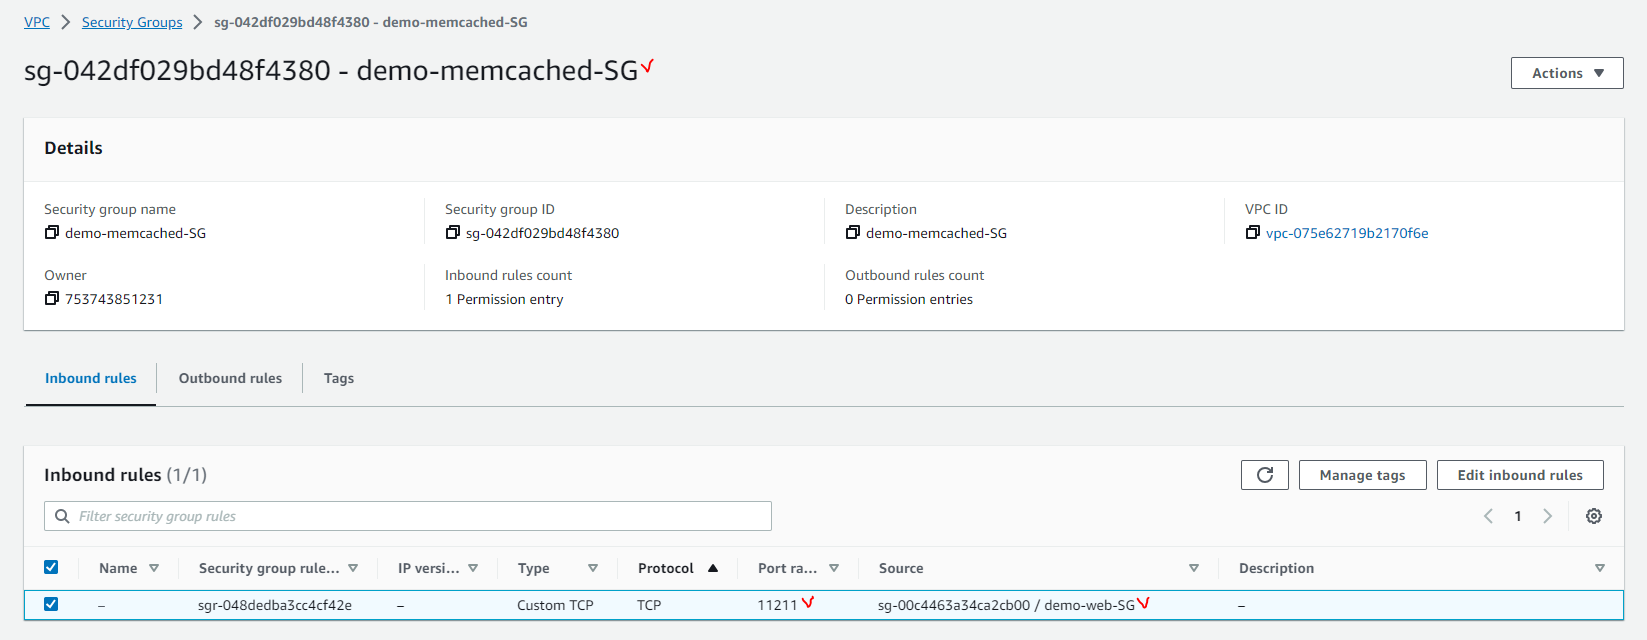 VPC > Security Groups > sg-042df029bd48f4380 - demo-memcached-SG
sg-042df029bd48f4380 - demo-memcached-SG
Actions
Details
Security group name
demo-memcached-SG
Security group ID
sg-042df029bd48f4380
Description
demo-memcached-SG
VPC ID
vpc-075e62719b2170f6e
Owner
753743851231
Inbound rules count
1 Permission entry
Outbound rules count
0 Permission entries
Inbound rules Outbound rules Tags
Inbound rules (1/1)
Manage tags
Edit inbound rules
Filter security group rules
1
Name Security group rule... IP versi... Type Protocol Port ra... Source Description
– sgr-048dedba3cc4cf42e – Custom TCP TCP 11211 sg-00c4463a34ca2cb00 / demo-web-SG –